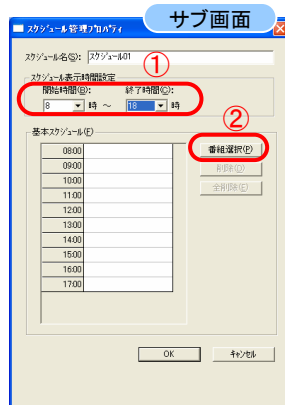 サブ画面
スケジュール管理プロパティ
スケジュール名(S): スケジュール01
①
スケジュール表示時間設定
開始時間(B): 終了時間(C):
8 時 ～ 18 時
②
基本スケジュール(F)
番組選択(P)
削除(D)
全削除(E)
08:00
09:00
10:00
11:00
12:00
13:00
14:00
15:00
16:00
17:00
OK キャンセル